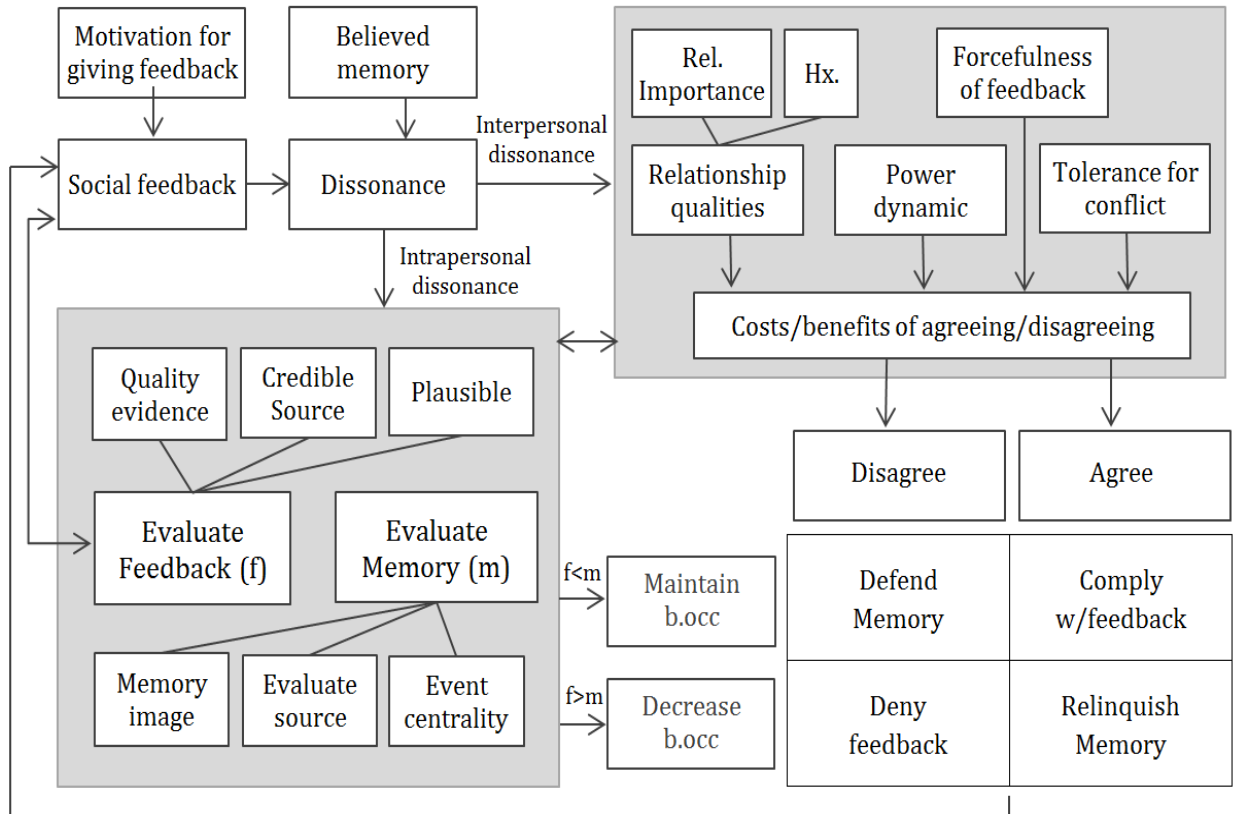 Motivation for
giving feedback
Believed
memory
Social feedback
Dissonance
Interpersonal
dissonance
Intrapersonal
dissonance
Rel.
Importance
Hx.
Forcefulness
of feedback
Relationship
qualities
Power
dynamic
Tolerance for
conflict
Costs/benefits of agreeing/disagreeing
Quality
evidence
Credible
Source
Plausible
Evaluate
Feedback (f)
Evaluate
Memory (m)
Memory
image
Evaluate
source
Event
centrality
f<m
Maintain
b.occ
f>m
Decrease
b.occ
Disagree
Agree
Defend
Memory
Comply
w/feedback
Deny
feedback
Relinquish
Memory